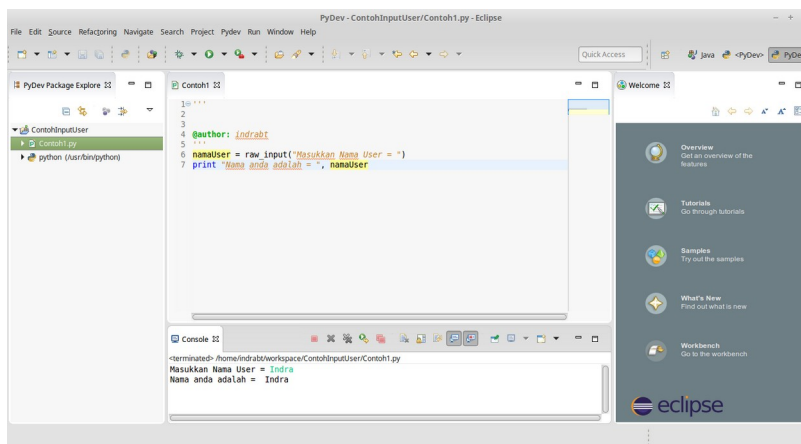 PyDev - ContohInputUser/Contoh1.py - Eclipse
File Edit Source Refactoring Navigate Search Project Pydev Run Window Help
Quick Access
Java
<PyDev>
PyDe
PyDev Package Explore
Contoh1
Welcome
ContohInputUser
Contoh1.py
python (/usr/bin/python)
1 '''
2
3
4 @author: indrabt
5 '''
6 namaUser = raw_input("Masukkan Nama User = ")
7 print "Nama anda adalah = ", namaUser
Overview
Get an overview of the
features
Tutorials
Go through tutorials
Samples
Try out the samples
What's New
Find out what is new
Workbench
Go to the workbench
eclipse
Console
<terminated> /home/indrabt/workspace/ContohInputUser/Contoh1.py
Masukkan Nama User = Indra
Nama anda adalah =  Indra